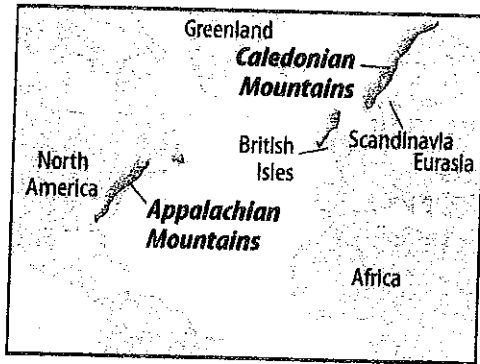 Greenland
Caledonian
Mountains
British
Isles
Scandinavia
Eurasia
North
America
Appalachian
Mountains
Africa